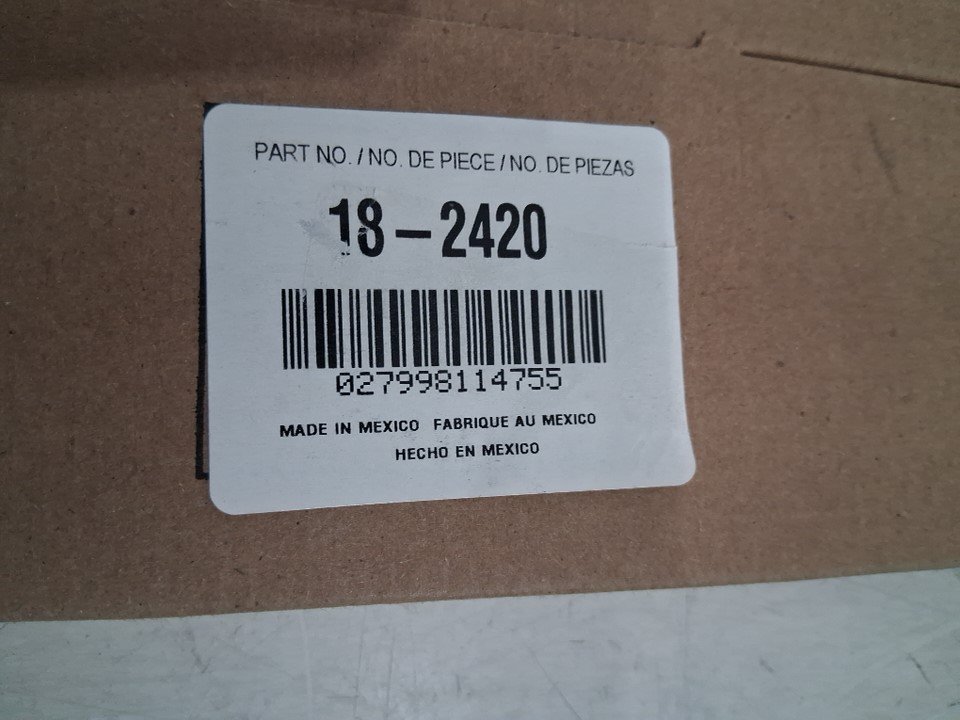 PART NO. / NO. DE PIECE / NO. DE PIEZAS
18-2420
027998114755
MADE IN MEXICO FABRIQUE AU MEXICO
HECHO EN MEXICO